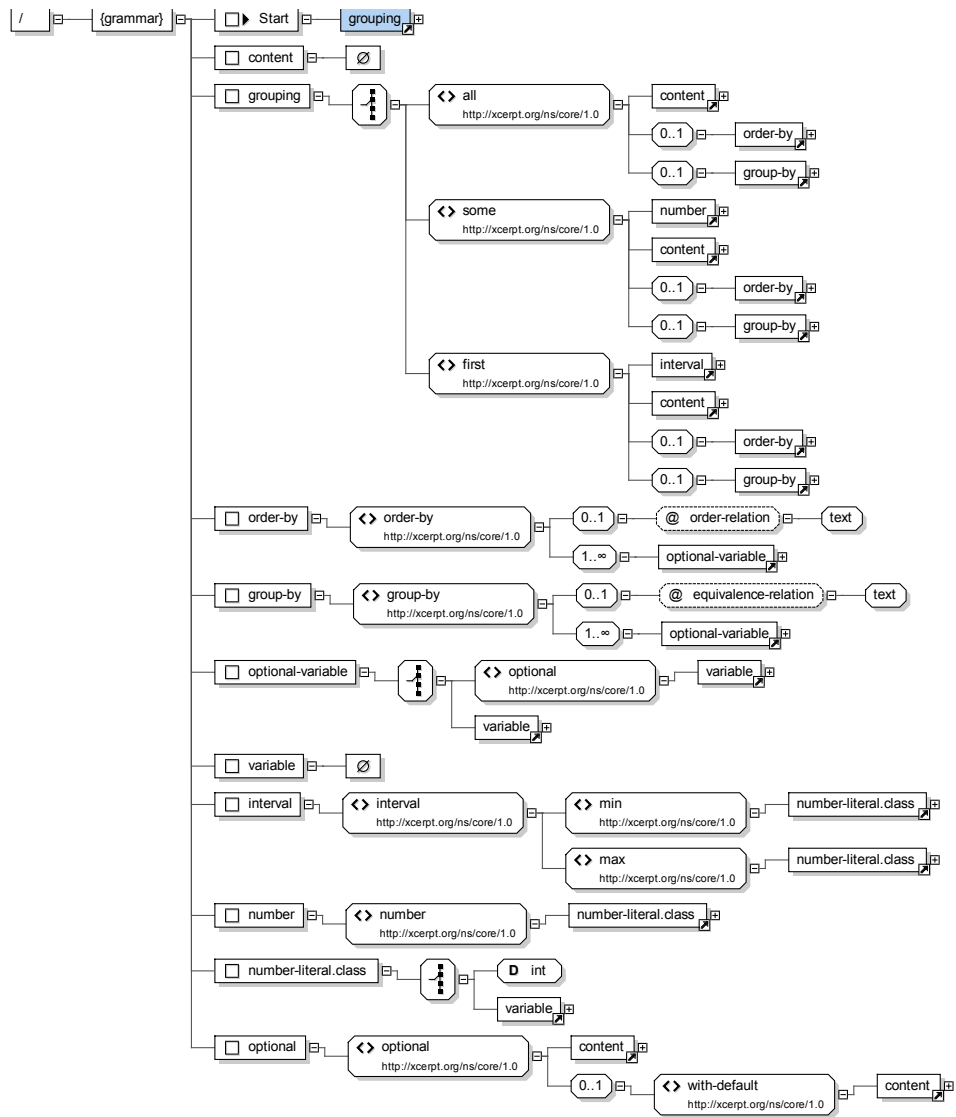 / {grammar} Start grouping
content ∅
grouping all content
http://xcerpt.org/ns/core/1.0
0..1 order-by
0..1 group-by
some number
http://xcerpt.org/ns/core/1.0
content
0..1 order-by
0..1 group-by
first interval
http://xcerpt.org/ns/core/1.0
content
0..1 order-by
0..1 group-by
order-by order-by 0..1 @ order-relation text
http://xcerpt.org/ns/core/1.0
1..∞ optional-variable
group-by group-by 0..1 @ equivalence-relation text
http://xcerpt.org/ns/core/1.0
1..∞ optional-variable
optional-variable optional variable
http://xcerpt.org/ns/core/1.0
variable
variable ∅
interval interval min number-literal.class
http://xcerpt.org/ns/core/1.0 http://xcerpt.org/ns/core/1.0
max number-literal.class
http://xcerpt.org/ns/core/1.0
number number number-literal.class
http://xcerpt.org/ns/core/1.0
number-literal.class D int
variable
optional optional content
http://xcerpt.org/ns/core/1.0
0..1 with-default content
http://xcerpt.org/ns/core/1.0